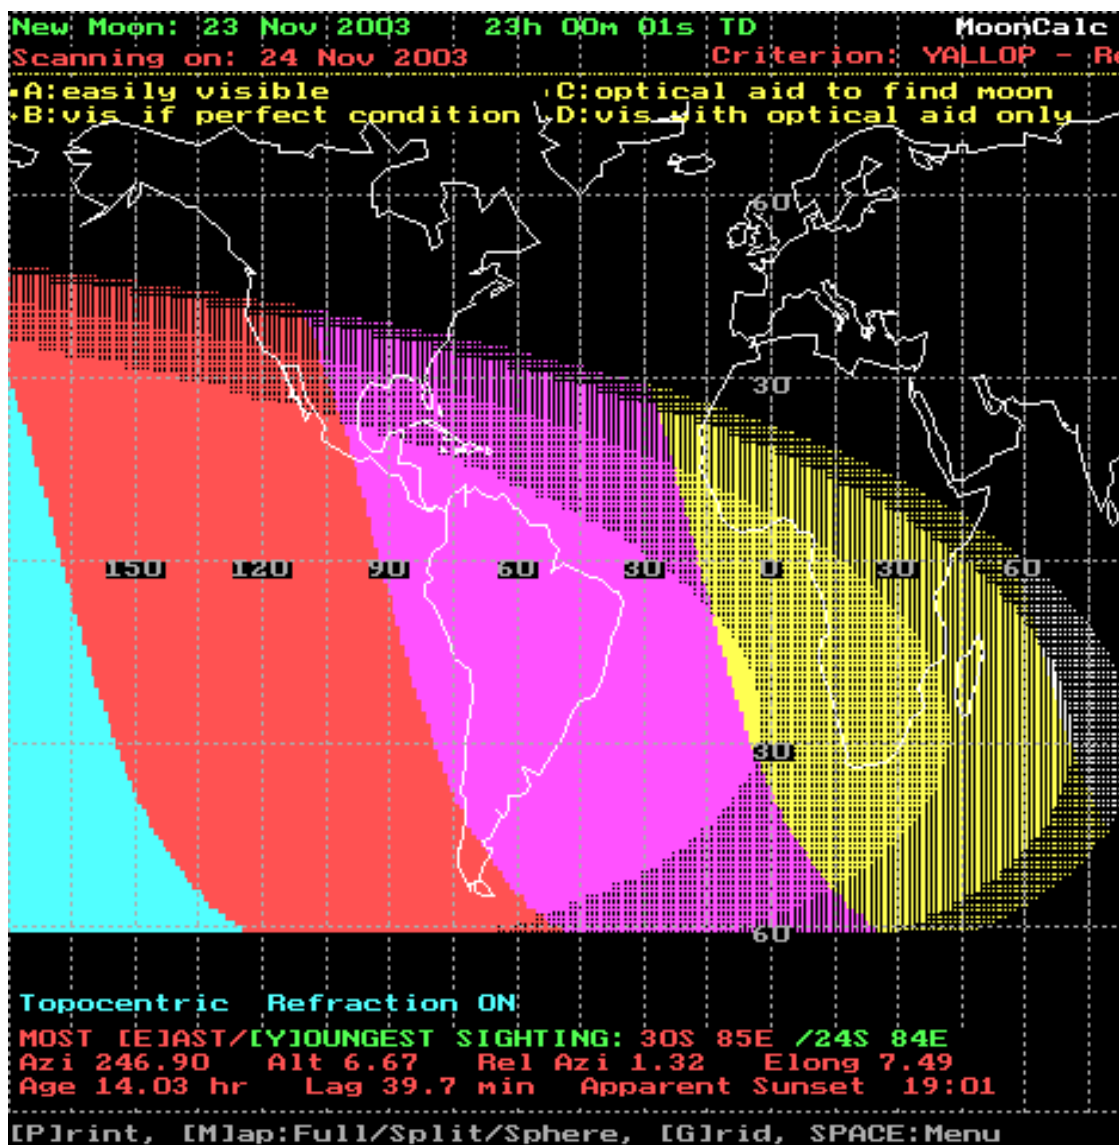 New Moon: 23 Nov 2003 23h 00m 01s TD MoonCalc
Scanning on: 24 Nov 2003 Criterion: YALLOP - Re
A:easily visible C:optical aid to find moon
B:vis if perfect condition D:vis with optical aid only
60
30
150 120 90 60 30 0 30 60
30
60
Topocentric Refraction ON
MOST [E]AST/[Y]OUNGEST SIGHTING: 30S 85E /24S 84E
Azi 246.90 Alt 6.67 Rel Azi 1.32 Elong 7.49
Age 14.03 hr Lag 39.7 min Apparent Sunset 19:01
[P]rint, [M]ap:Full/Split/Sphere, [G]rid, SPACE:Menu